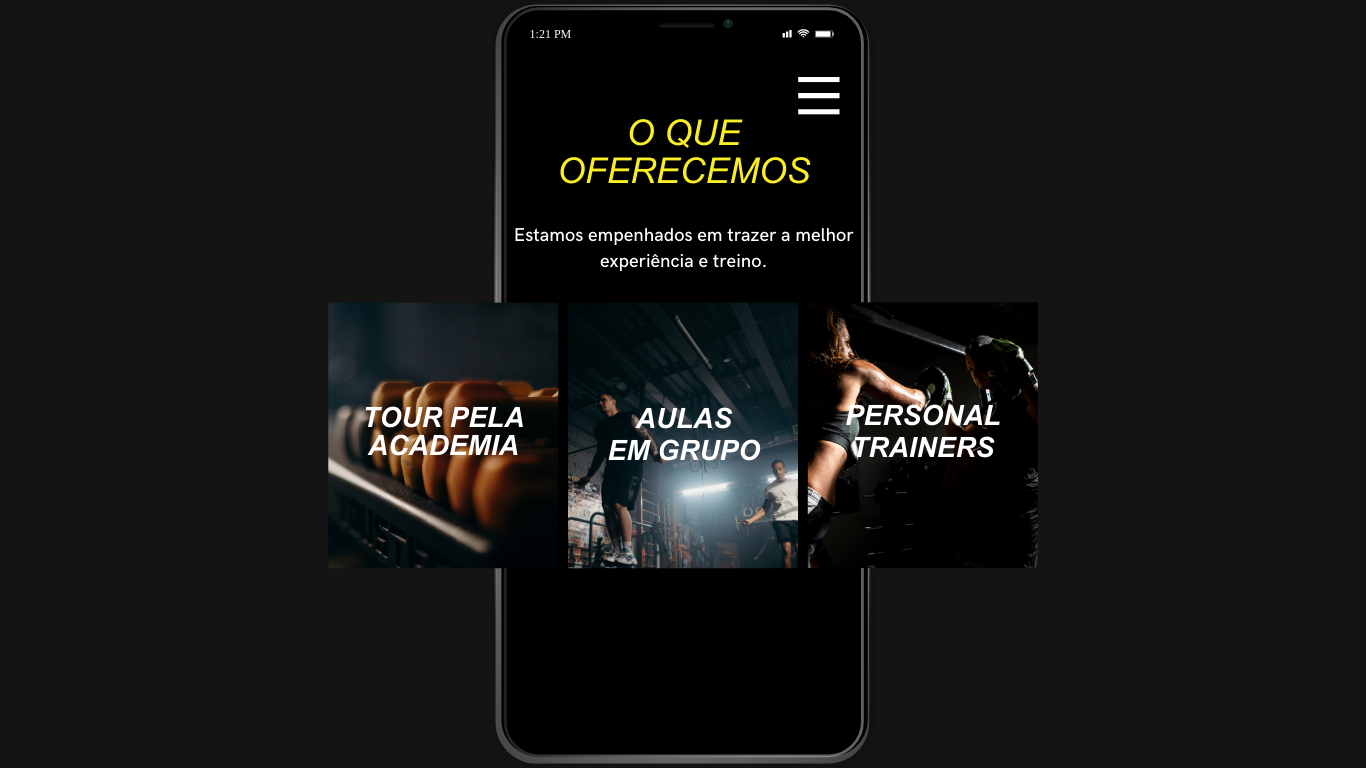 1:21 PM
O QUE
OFERECEMOS
Estamos empenhados em trazer a melhor
experiência e treino.
TOUR PELA
ACADEMIA
AULAS
EM GRUPO
PERSONAL
TRAINERS